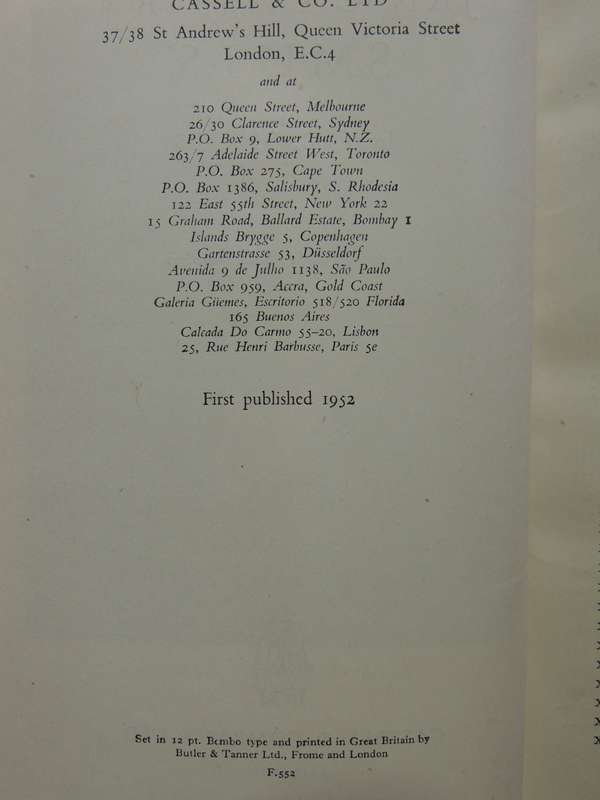 CASSELL & CO. LTD
37/38 St Andrew's Hill, Queen Victoria Street
London, E.C.4
and at
210 Queen Street, Melbourne
26/30 Clarence Street, Sydney
P.O. Box 9, Lower Hutt, N.Z.
263/7 Adelaide Street West, Toronto
P.O. Box 275, Cape Town
P.O. Box 1386, Salisbury, S. Rhodesia
122 East 55th Street, New York 22
15 Graham Road, Ballard Estate, Bombay 1
Islands Brygge 5, Copenhagen
Gartenstrasse 53, Düsseldorf
Avenida 9 de Julho 1138, São Paulo
P.O. Box 959, Accra, Gold Coast
Galeria Güemes, Escritorio 518/520 Florida
165 Buenos Aires
Calcada Do Carmo 55–20, Lisbon
25, Rue Henri Barbusse, Paris 5e
First published 1952
Set in 12 pt. Bembo type and printed in Great Britain by
Butler & Tanner Ltd., Frome and London
F.552